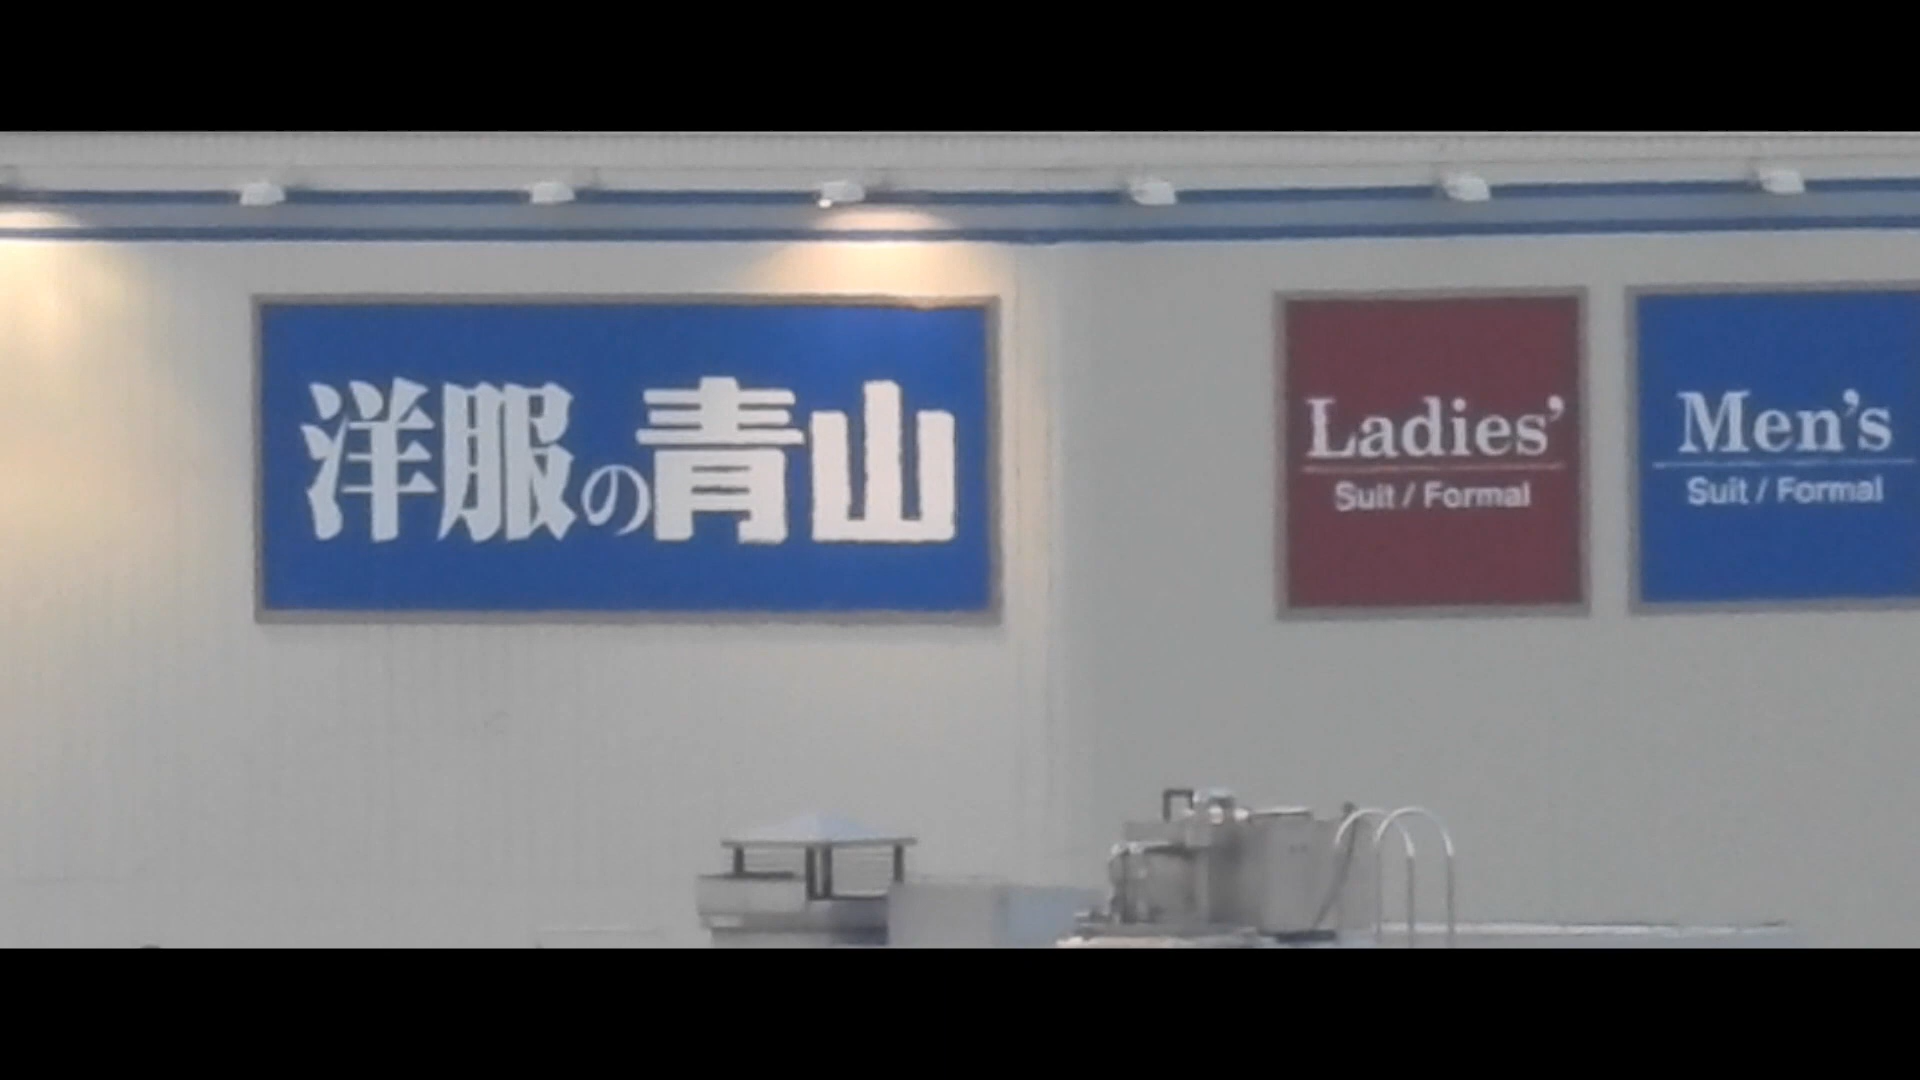 洋服の青山
Ladies'
Suit / Formal
Men's
Suit / Formal